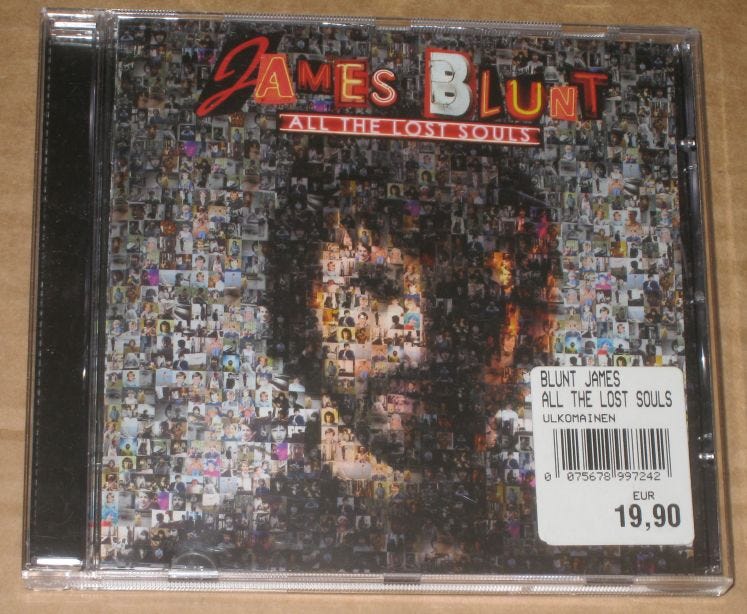 JAMES BLUNT
ALL THE LOST SOULS
BLUNT JAMES
ALL THE LOST SOULS
ULKOMAINEN
0 075678 997242
EUR
19,90